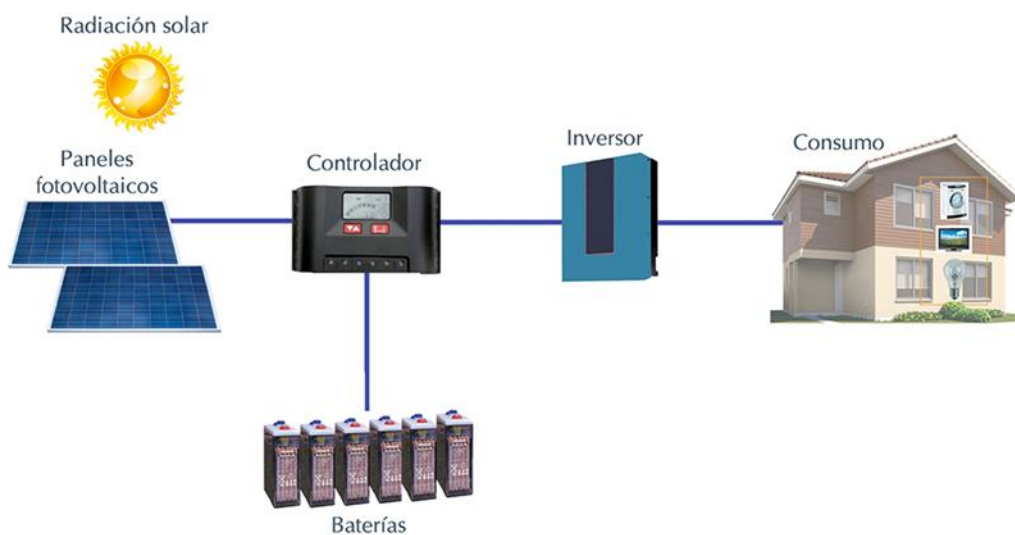 Radiación solar
Paneles
fotovoltaicos
Controlador
Inversor
Consumo
Baterías